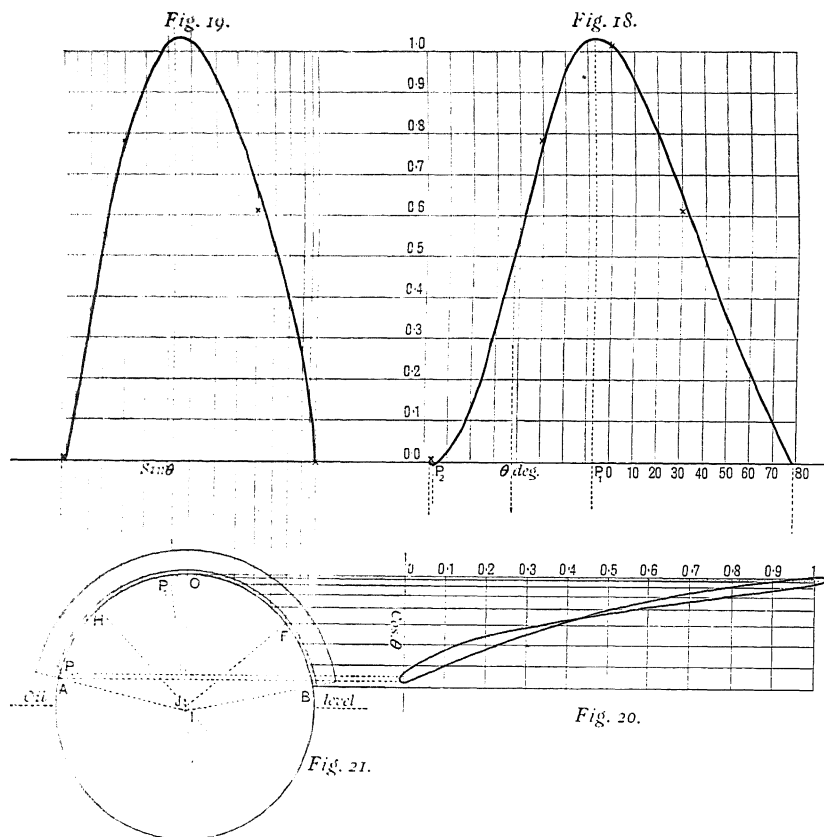 Fig. 19.
Fig. 18.
1.0
0.9
0.8
0.7
0.6
0.5
0.4
0.3
0.2
0.1
0.0
Sinθ
P2
θ deg.
P1
0 10 20 30 40 50 60 70 80
0 0.1 0.2 0.3 0.4 0.5 0.6 0.7 0.8 0.9 1
Cos θ
P
O
H
F
P
A
B
J
I
Oil
level
Fig. 20.
Fig. 21.